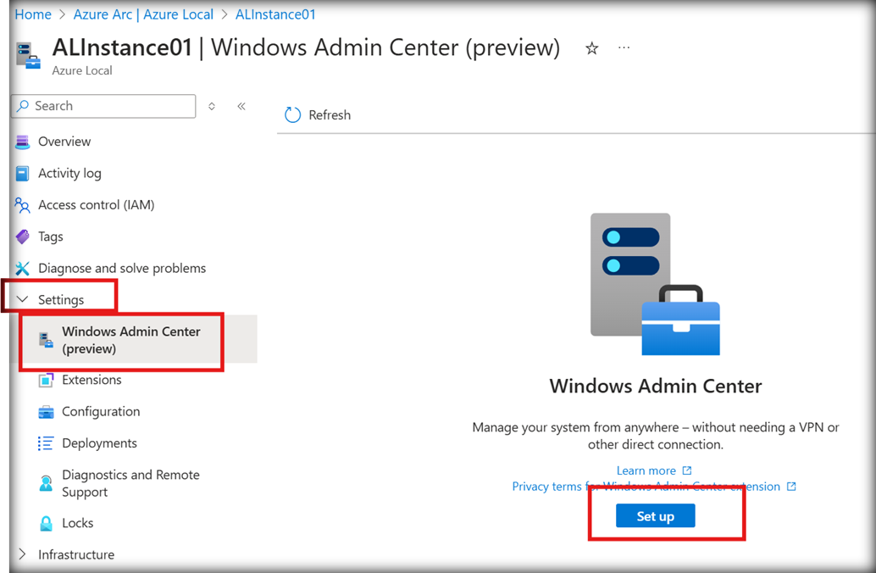 Home > Azure Arc | Azure Local > ALInstance01
ALInstance01 | Windows Admin Center (preview)
Azure Local
Search
Overview
Activity log
Access control (IAM)
Tags
Diagnose and solve problems
Settings
Windows Admin Center
(preview)
Extensions
Configuration
Deployments
Diagnostics and Remote
Support
Locks
Infrastructure
Refresh
Windows Admin Center
Manage your system from anywhere – without needing a VPN or
other direct connection.
Learn more
Privacy terms for Windows Admin Center extension
Set up